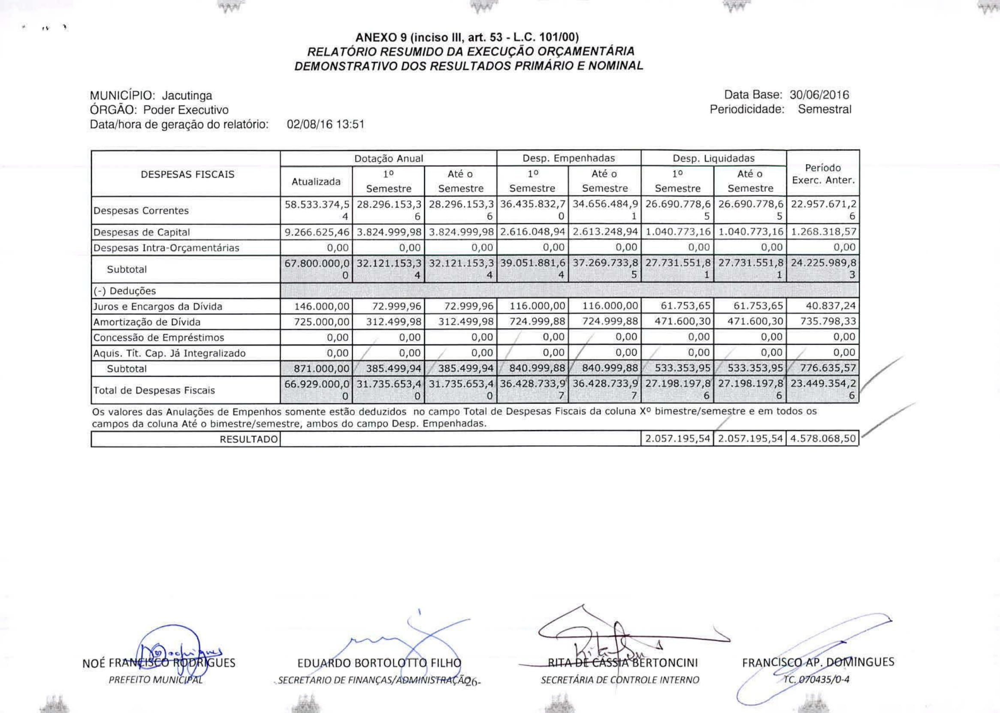 ANEXO 9 (inciso III, art. 53 - L.C. 101/00)
RELATÓRIO RESUMIDO DA EXECUÇÃO ORÇAMENTÁRIA
DEMONSTRATIVO DOS RESULTADOS PRIMÁRIO E NOMINAL
MUNICÍPIO: Jacutinga
ÓRGÃO: Poder Executivo
Data/hora de geração do relatório: 02/08/16 13:51
Data Base: 30/06/2016
Periodicidade: Semestral
DESPESAS FISCAIS Dotação Anual Desp. Empenhadas Desp. Liquidadas Período Exerc. Anter.
Atualizada 1º Semestre Até o Semestre 1º Semestre Até o Semestre 1º Semestre Até o Semestre
Despesas Correntes 58.533.374,54 28.296.153,36 28.296.153,36 36.435.832,70 34.656.484,91 26.690.778,65 26.690.778,65 22.957.671,26
Despesas de Capital 9.266.625,46 3.824.999,98 3.824.999,98 2.616.048,94 2.613.248,94 1.040.773,16 1.040.773,16 1.268.318,57
Despesas Intra-Orçamentárias 0,00 0,00 0,00 0,00 0,00 0,00 0,00 0,00
Subtotal 67.800.000,00 32.121.153,34 32.121.153,34 39.051.881,64 37.269.733,85 27.731.551,81 27.731.551,81 24.225.989,83
(-) Deduções
Juros e Encargos da Dívida 146.000,00 72.999,96 72.999,96 116.000,00 116.000,00 61.753,65 61.753,65 40.837,24
Amortização de Dívida 725.000,00 312.499,98 312.499,98 724.999,88 724.999,88 471.600,30 471.600,30 735.798,33
Concessão de Empréstimos 0,00 0,00 0,00 0,00 0,00 0,00 0,00 0,00
Aquis. Tít. Cap. Já Integralizado 0,00 0,00 0,00 0,00 0,00 0,00 0,00 0,00
Subtotal 871.000,00 385.499,94 385.499,94 840.999,88 840.999,88 533.353,95 533.353,95 776.635,57
Total de Despesas Fiscais 66.929.000,00 31.735.653,40 31.735.653,40 36.428.733,97 36.428.733,97 27.198.197,86 27.198.197,86 23.449.354,26
Os valores das Anulações de Empenhos somente estão deduzidos no campo Total de Despesas Fiscais da coluna Xº bimestre/semestre e em todos os
campos da coluna Até o bimestre/semestre, ambos do campo Desp. Empenhadas.
RESULTADO 2.057.195,54 2.057.195,54 4.578.068,50
NOÉ FRANCISCO RODRIGUES
PREFEITO MUNICIPAL
EDUARDO BORTOLOTTO FILHO
SECRETARIO DE FINANÇAS/ADMINISTRAÇÃO
26-
RITA DE CÁSSIA BERTONCINI
SECRETÁRIA DE CONTROLE INTERNO
FRANCISCO AP. DOMINGUES
TC. 070435/0-4